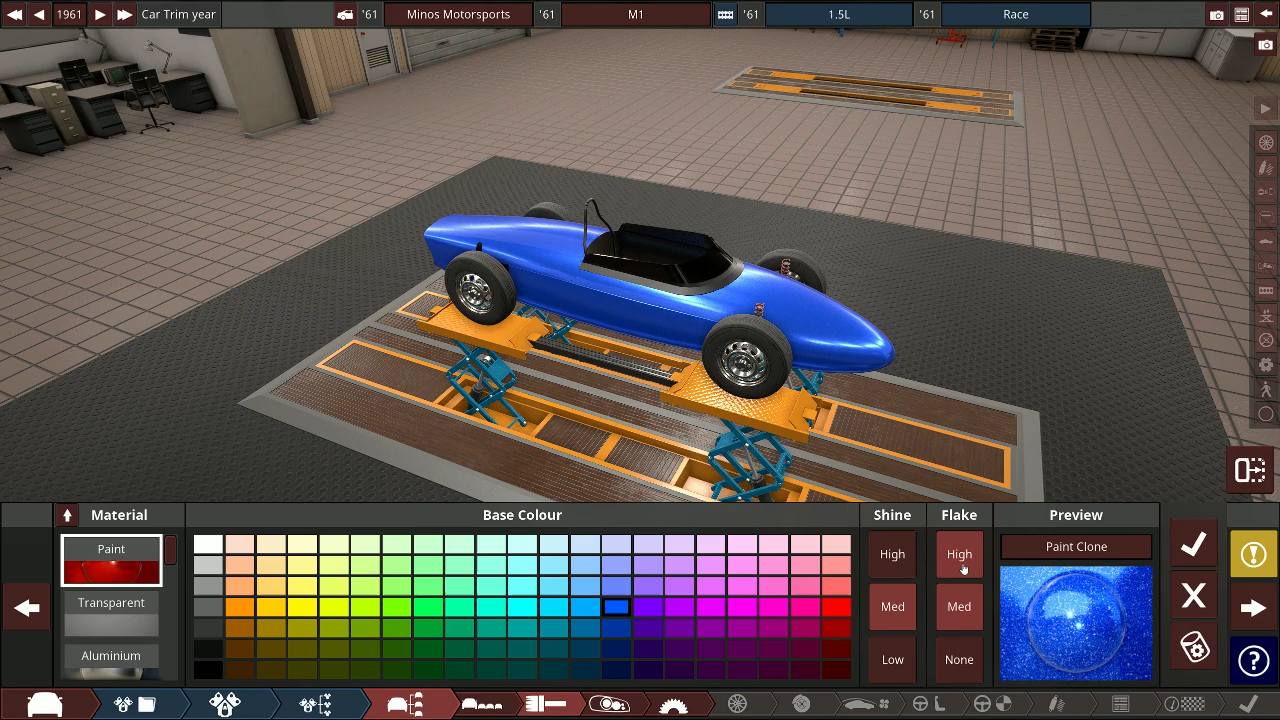 1961 Car Trim year '61 Minos Motorsports '61 M1 '61 1.5L '61 Race
Material Base Colour Shine Flake Preview
Paint High High Paint Clone
Transparent Med Med
Aluminium Low None